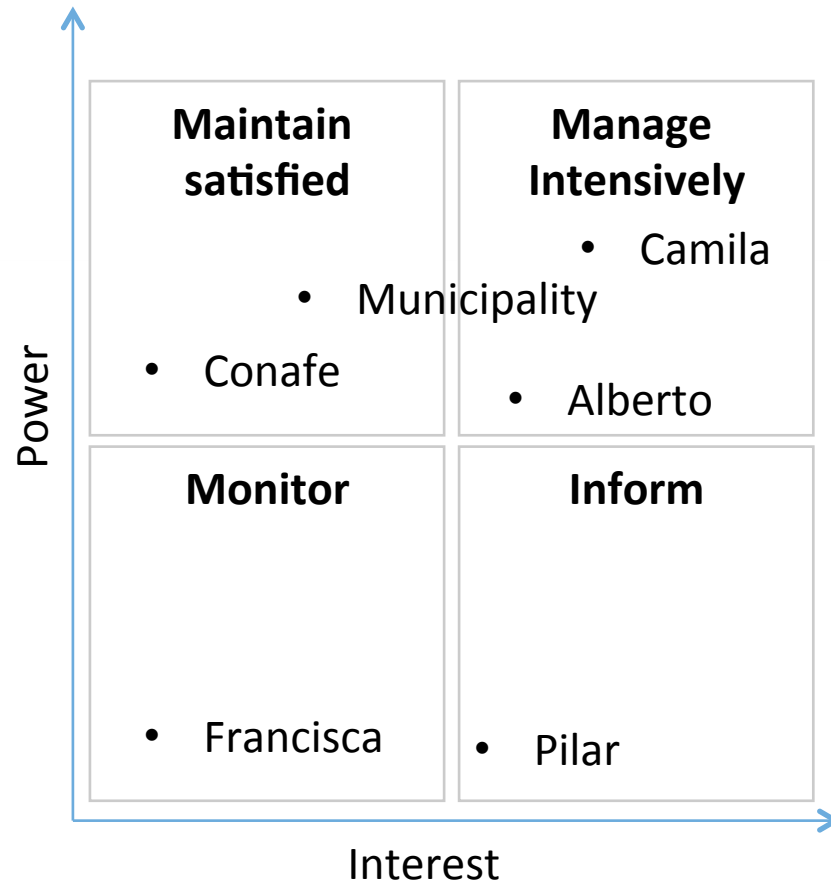 Maintain
satisfied
Manage
Intensively
• Camila
• Municipality
• Conafe
• Alberto
Power
Monitor
Inform
• Francisca
• Pilar
Interest